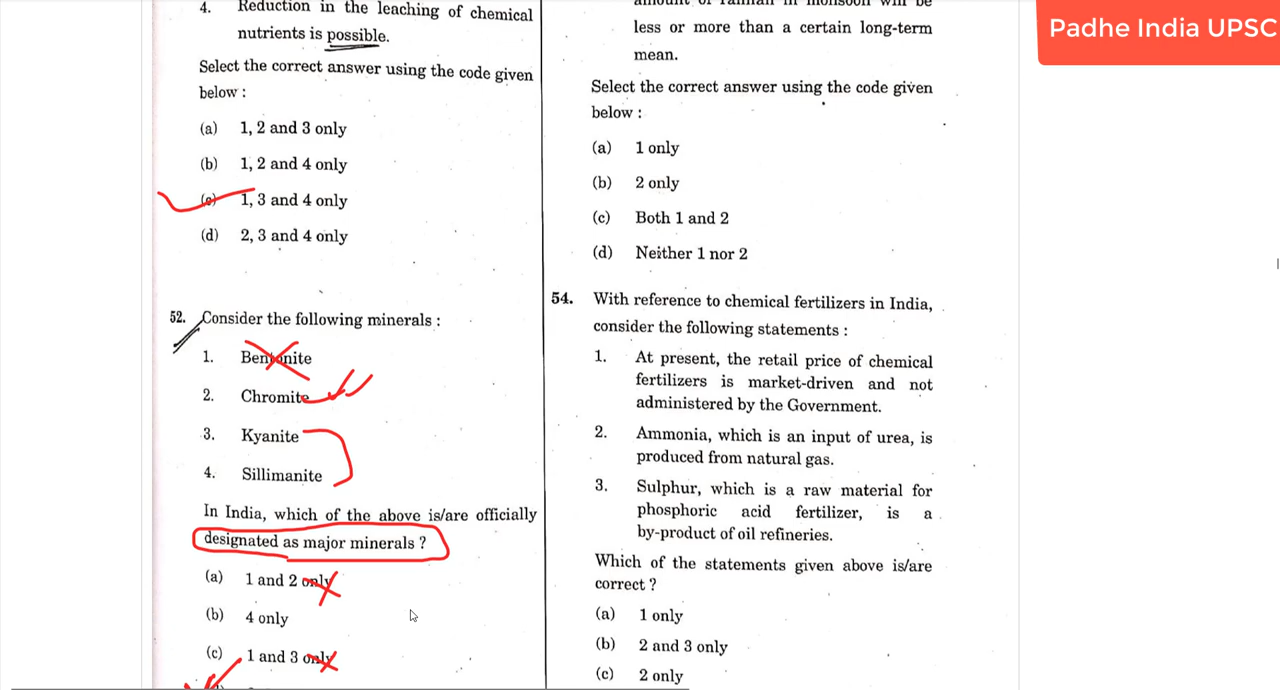 4. Reduction in the leaching of chemical
nutrients is possible.
Select the correct answer using the code given
below :
(a) 1, 2 and 3 only
(b) 1, 2 and 4 only
(c) 1, 3 and 4 only
(d) 2, 3 and 4 only
52. Consider the following minerals :
1. Bentonite
2. Chromite
3. Kyanite
4. Sillimanite
In India, which of the above is/are officially
designated as major minerals ?
(a) 1 and 2 only
(b) 4 only
(c) 1 and 3 only
amount of rainfall in monsoon will be
less or more than a certain long-term
mean.
Select the correct answer using the code given
below :
(a) 1 only
(b) 2 only
(c) Both 1 and 2
(d) Neither 1 nor 2
54. With reference to chemical fertilizers in India,
consider the following statements :
1. At present, the retail price of chemical
fertilizers is market-driven and not
administered by the Government.
2. Ammonia, which is an input of urea, is
produced from natural gas.
3. Sulphur, which is a raw material for
phosphoric acid fertilizer, is a
by-product of oil refineries.
Which of the statements given above is/are
correct ?
(a) 1 only
(b) 2 and 3 only
(c) 2 only
Padhe India UPSC